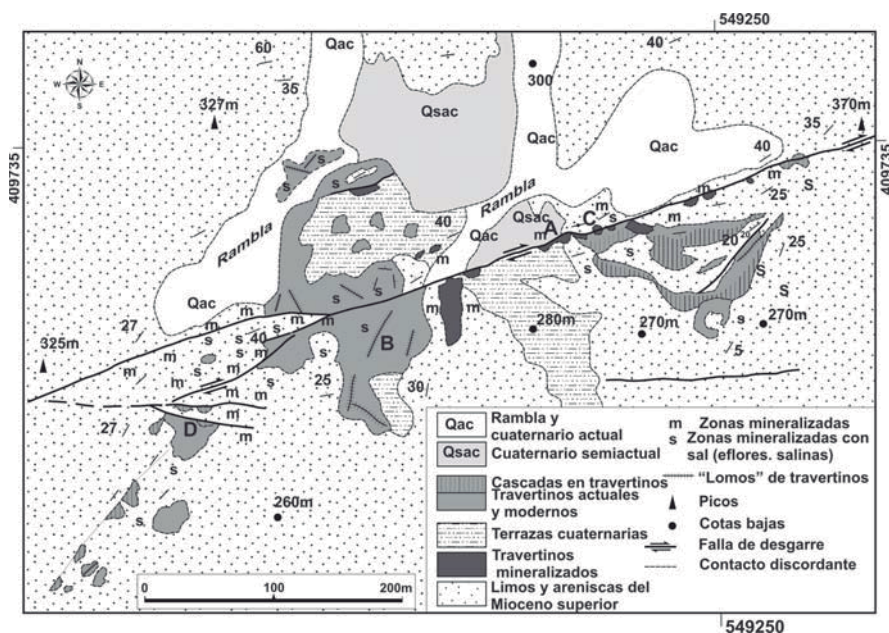 549250
N
W E
S
60
40
Qac
35
300
327m
Qsac
370m
Qac
35
409735
409735
s
Qac
40
m
25
s
s
s
Rambla
m
s
40
Rambla
Qsac
m
C
A
m
m
Rambla
Qac
m
20
20
25
s
s
s
s
Qac
m
m
m
B
280m
270m
270m
27
40
325m
25
30
5
27
D
m
s
260m
s
Qac Rambla y cuaternario actual
Qsac Cuaternario semiactual
Cascadas en travertinos
Travertinos actuales y modernos
Terrazas cuaternarias
Travertinos mineralizados
Limos y areniscas del Mioceno superior
m Zonas mineralizadas
s Zonas mineralizadas con sal (eflores. salinas)
"Lomos" de travertinos
Picos
Cotas bajas
Falla de desgarre
Contacto discordante
0 100 200m
549250